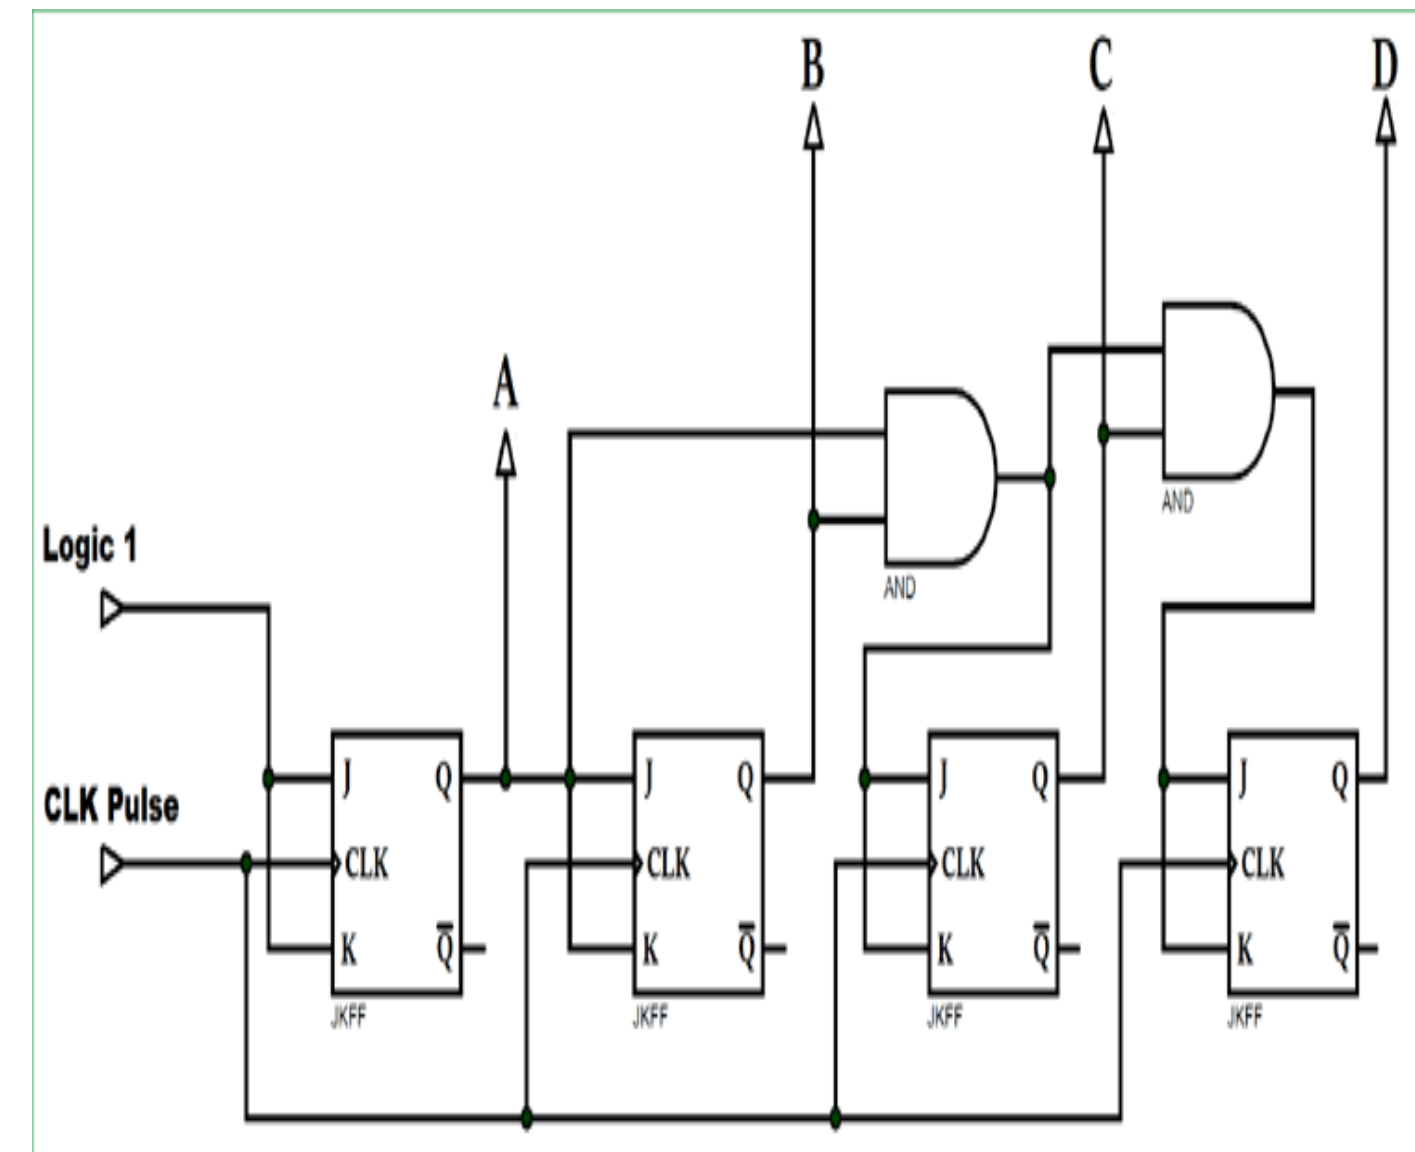 B C D
A
AND
AND
Logic 1
CLK Pulse
J Q J Q J Q J Q
CLK CLK CLK CLK
K Q̅ K Q̅ K Q̅ K Q̅
JKFF JKFF JKFF JKFF